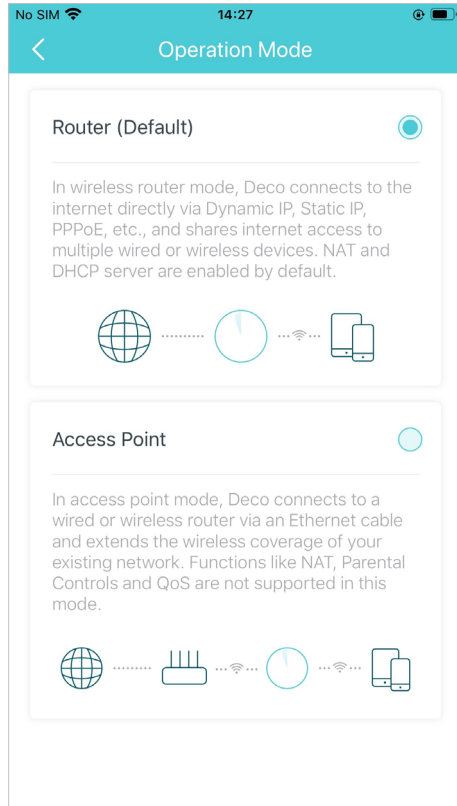 No SIM 14:27
Operation Mode
Router (Default)
In wireless router mode, Deco connects to the
internet directly via Dynamic IP, Static IP,
PPPoE, etc., and shares internet access to
multiple wired or wireless devices. NAT and
DHCP server are enabled by default.
Access Point
In access point mode, Deco connects to a
wired or wireless router via an Ethernet cable
and extends the wireless coverage of your
existing network. Functions like NAT, Parental
Controls and QoS are not supported in this
mode.